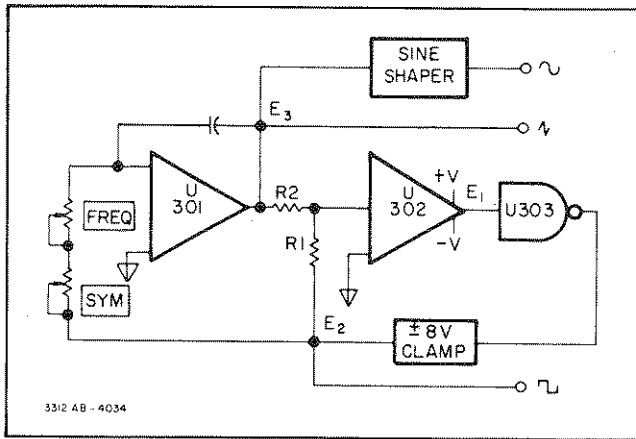 SINE
SHAPER
E3
U
301
R2
U
302
+V
-V
E1
U303
FREQ
R1
SYM
E2
±8V
CLAMP
3312 AB - 4034